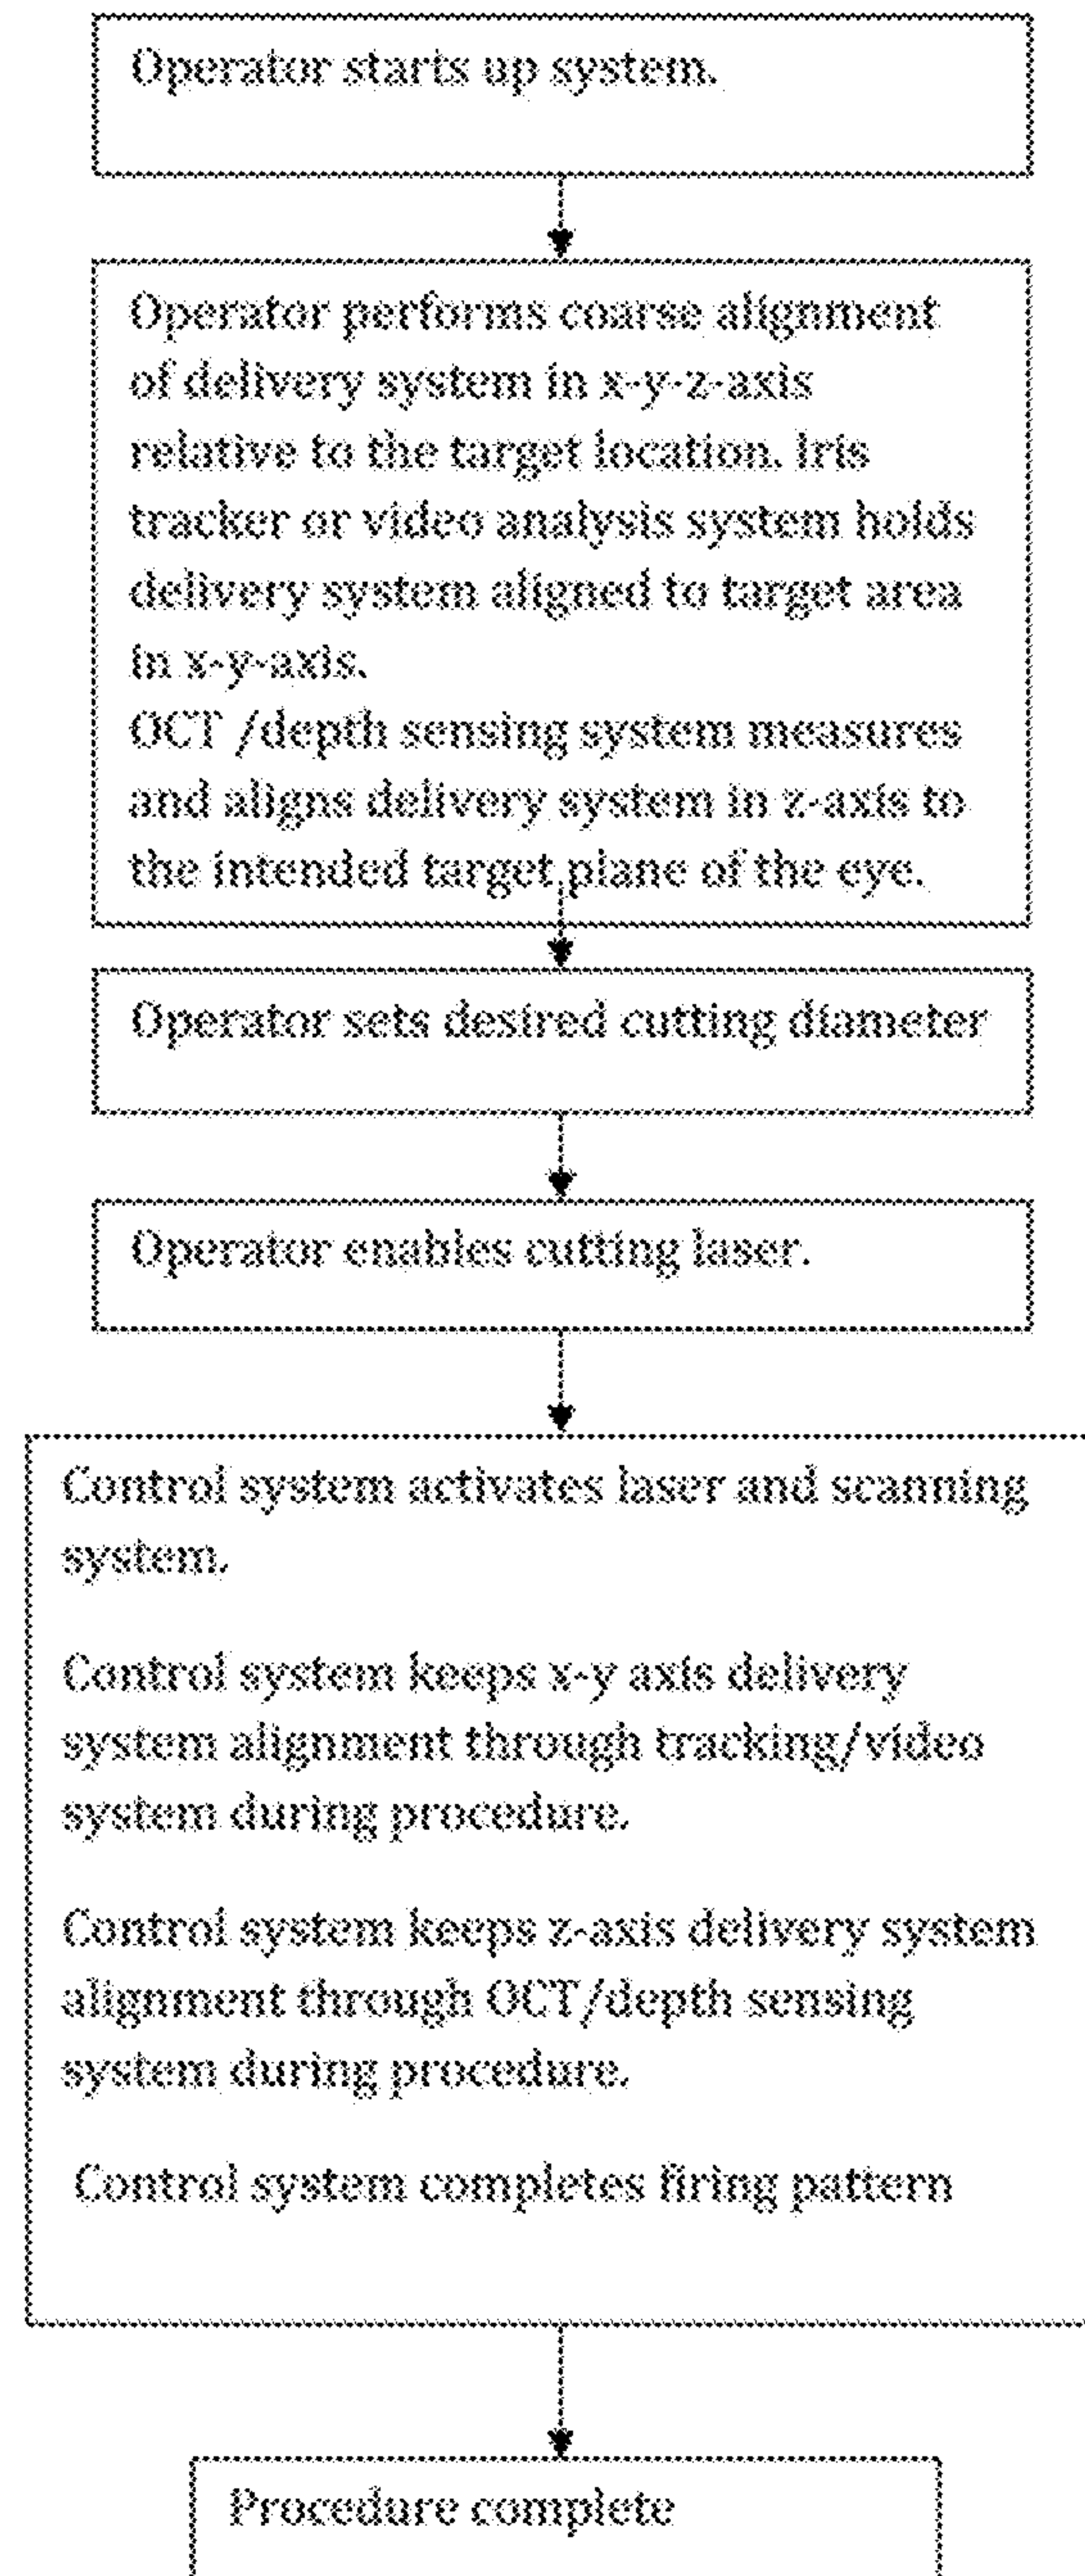 Operator starts up system.
Operator performs coarse alignment
of delivery system in x-y-z-axis
relative to the target location. Iris
tracker or video analysis system holds
delivery system aligned to target area
in x-y-axis.
OCT /depth sensing system measures
and aligns delivery system in z-axis to
the intended target plane of the eye.
Operator sets desired cutting diameter
Operator enables cutting laser.
Control system activates laser and scanning
system.
Control system keeps x-y axis delivery
system alignment through tracking/video
system during procedure.
Control system keeps z-axis delivery system
alignment through OCT/depth sensing
system during procedure.
Control system completes firing pattern
Procedure complete